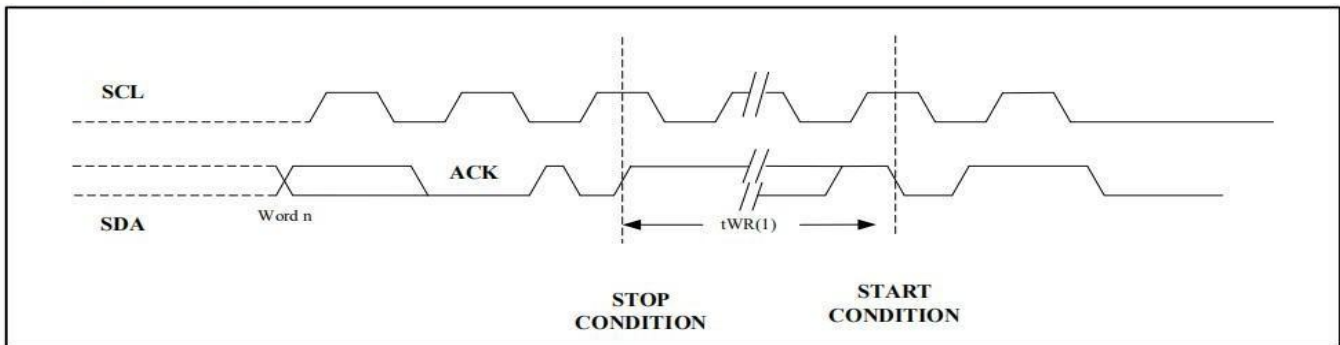 SCL
ACK
Word n
SDA
tWR(1)
STOP
CONDITION
START
CONDITION